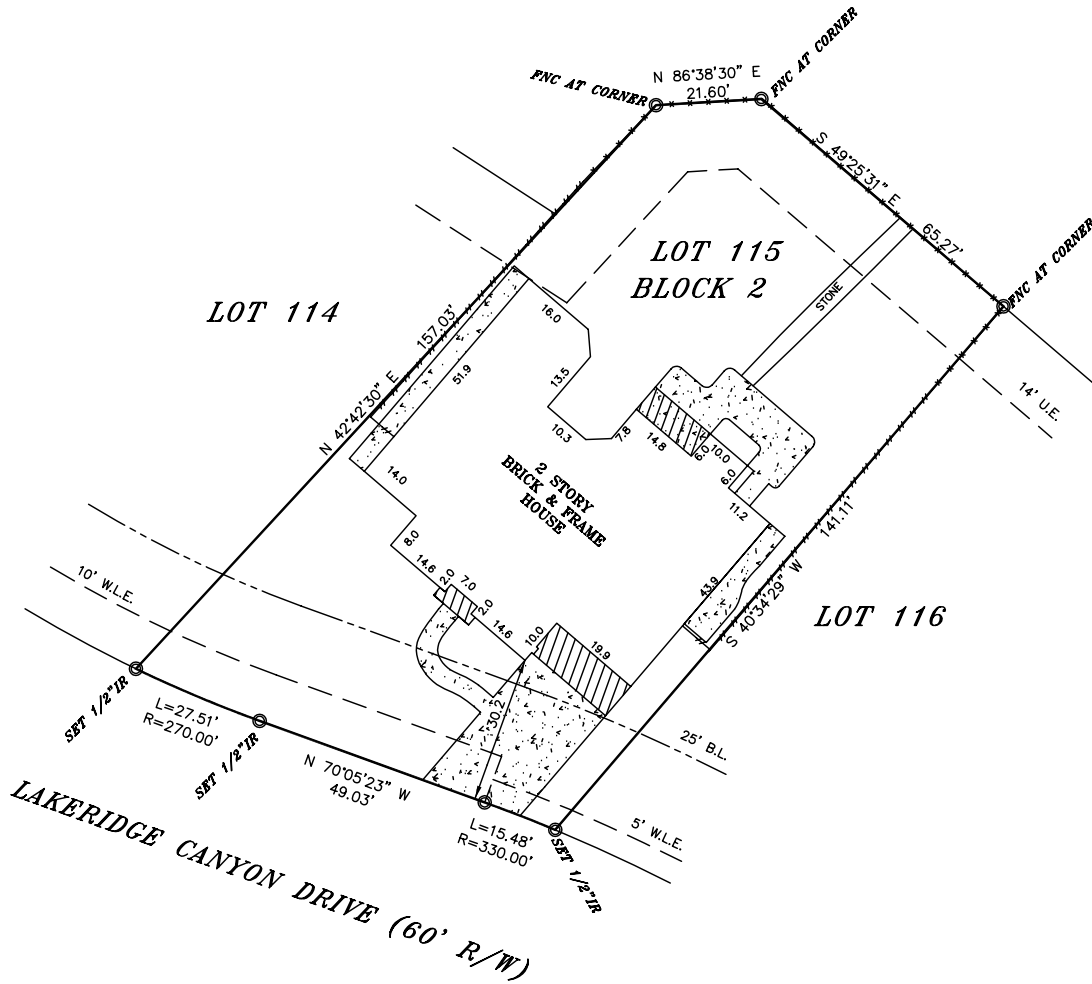 FNC AT CORNER
N 86°38'30" E
21.60'
FNC AT CORNER
S 49°25'31" E
65.27'
FNC AT CORNER
LOT 115
BLOCK 2
STONE
LOT 114
157.03'
N 42°42'30" E
16.0
51.9
13.5
10.3
7.8
14.8
6.0
10.0
6.0
11.2
14' U.E.
14.0
2 STORY
BRICK & FRAME
HOUSE
8.0
14.6
2.0
7.0
2.0
14.6
10.0
19.9
43.9
141.11'
S 40°34'29" W
LOT 116
10' W.L.E.
30.2'
25' B.L.
5' W.L.E.
SET 1/2"IR
L=27.51'
R=270.00'
SET 1/2"IR
N 70°05'23" W
49.03'
L=15.48'
R=330.00'
SET 1/2"IR
LAKERIDGE CANYON DRIVE (60' R/W)